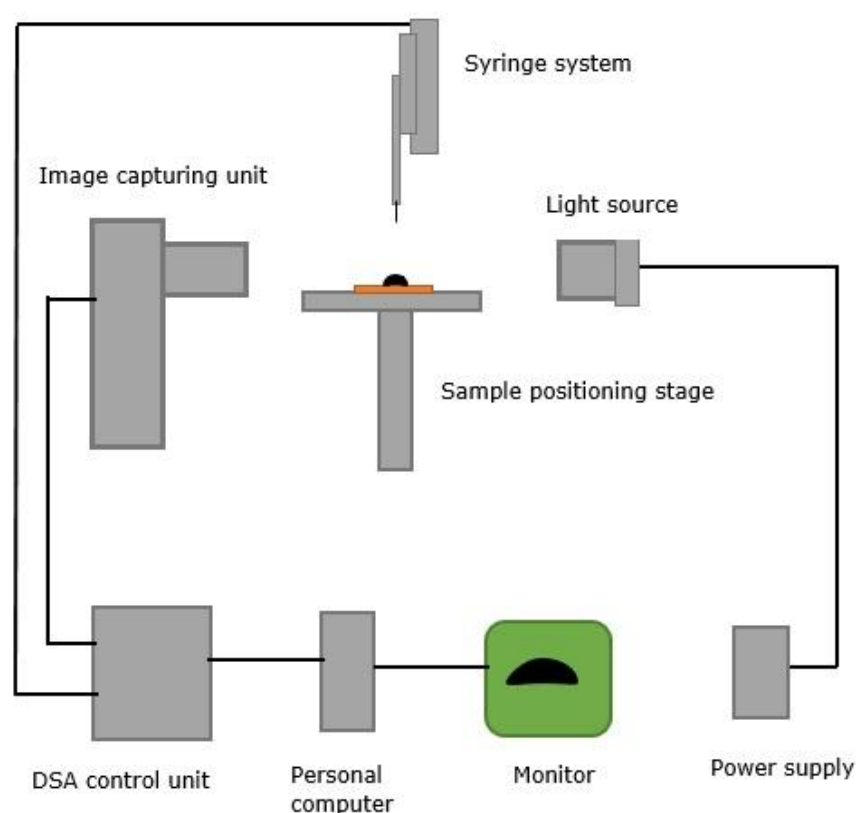 Syringe system
Image capturing unit
Light source
Sample positioning stage
DSA control unit
Personal
computer
Monitor
Power supply